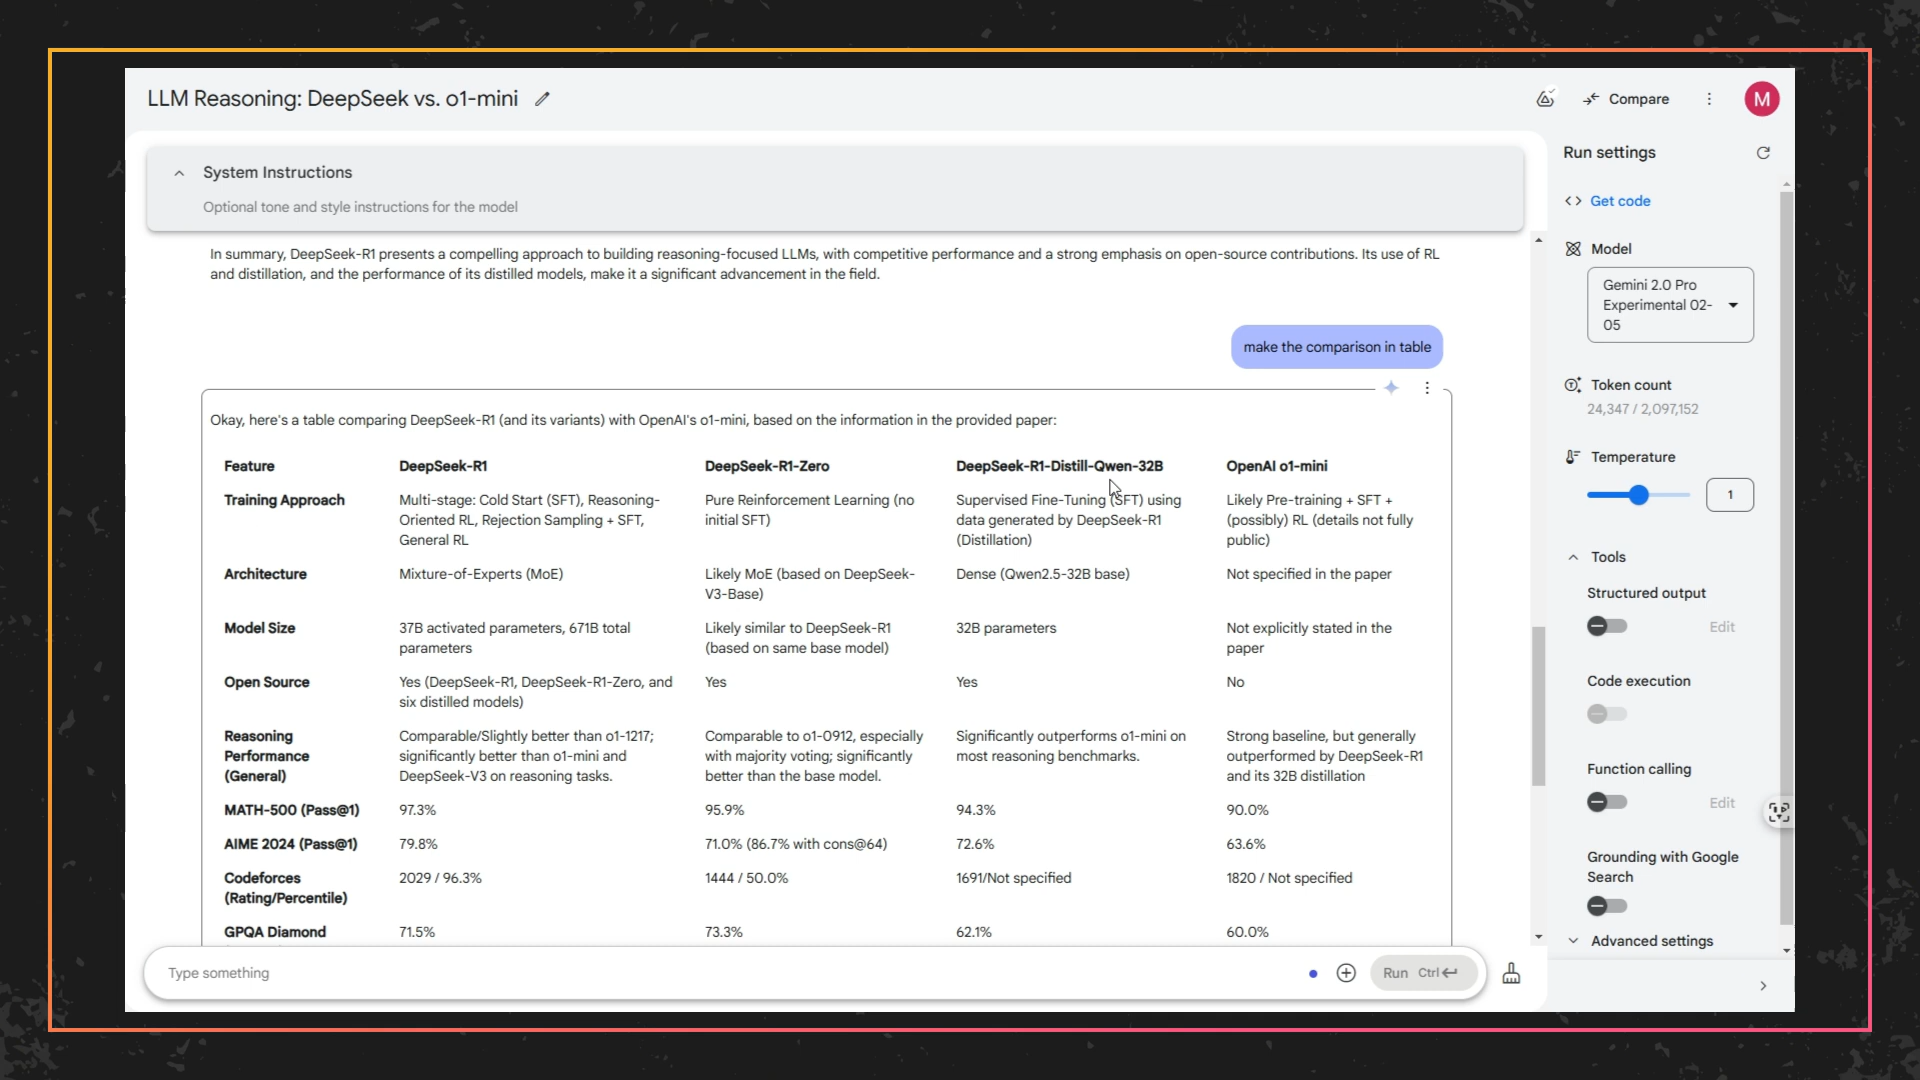 LLM Reasoning: DeepSeek vs. o1-mini
Compare
M
System Instructions
Optional tone and style instructions for the model
In summary, DeepSeek-R1 presents a compelling approach to building reasoning-focused LLMs, with competitive performance and a strong emphasis on open-source contributions. Its use of RL
and distillation, and the performance of its distilled models, make it a significant advancement in the field.
make the comparison in table
Okay, here's a table comparing DeepSeek-R1 (and its variants) with OpenAI's o1-mini, based on the information in the provided paper:
Feature DeepSeek-R1 DeepSeek-R1-Zero DeepSeek-R1-Distill-Qwen-32B OpenAI o1-mini
Training Approach Multi-stage: Cold Start (SFT), Reasoning- Pure Reinforcement Learning (no Supervised Fine-Tuning (SFT) using Likely Pre-training + SFT +
Oriented RL, Rejection Sampling + SFT, initial SFT) data generated by DeepSeek-R1 (possibly) RL (details not fully
General RL (Distillation) public)
Architecture Mixture-of-Experts (MoE) Likely MoE (based on DeepSeek- Dense (Qwen2.5-32B base) Not specified in the paper
V3-Base)
Model Size 37B activated parameters, 671B total Likely similar to DeepSeek-R1 32B parameters Not explicitly stated in the
parameters (based on same base model) paper
Open Source Yes (DeepSeek-R1, DeepSeek-R1-Zero, and Yes Yes No
six distilled models)
Reasoning Comparable/Slightly better than o1-1217; Comparable to o1-0912, especially Significantly outperforms o1-mini on Strong baseline, but generally
Performance significantly better than o1-mini and with majority voting; significantly most reasoning benchmarks. outperformed by DeepSeek-R1
(General) DeepSeek-V3 on reasoning tasks. better than the base model. and its 32B distillation
MATH-500 (Pass@1) 97.3% 95.9% 94.3% 90.0%
AIME 2024 (Pass@1) 79.8% 71.0% (86.7% with cons@64) 72.6% 63.6%
Codeforces 2029 / 96.3% 1444 / 50.0% 1691/Not specified 1820 / Not specified
(Rating/Percentile)
GPQA Diamond 71.5% 73.3% 62.1% 60.0%
Type something
Run Ctrl
Run settings
Get code
Model
Gemini 2.0 Pro
Experimental 02-
05
Token count
24,347 / 2,097,152
Temperature
1
Tools
Structured output
Edit
Code execution
Function calling
Edit
Grounding with Google
Search
Advanced settings